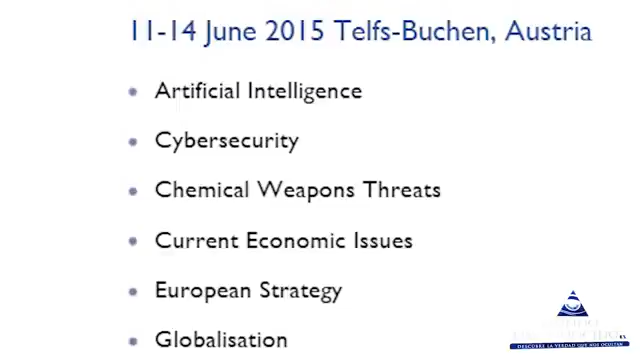 11-14 June 2015 Telfs-Buchen, Austria
Artificial Intelligence
Cybersecurity
Chemical Weapons Threats
Current Economic Issues
European Strategy
Globalisation
DESCUBRE LA VERDAD QUE NOS OCULTAN